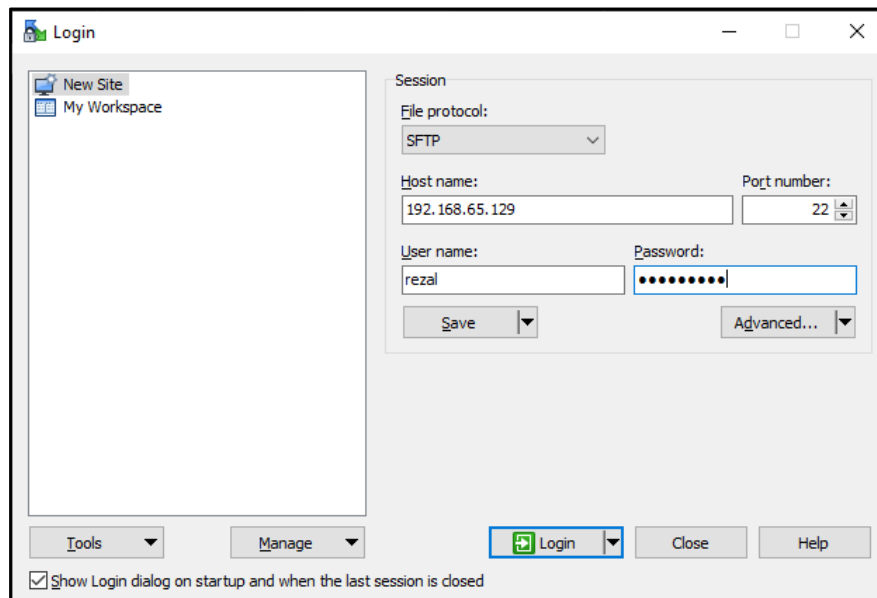 Login
New Site
My Workspace
Session
File protocol:
SFTP
Host name:
Port number:
192.168.65.129
22
User name:
Password:
rezal
●●●●●●●●●
Save
Advanced...
Tools
Manage
Login
Close
Help
Show Login dialog on startup and when the last session is closed